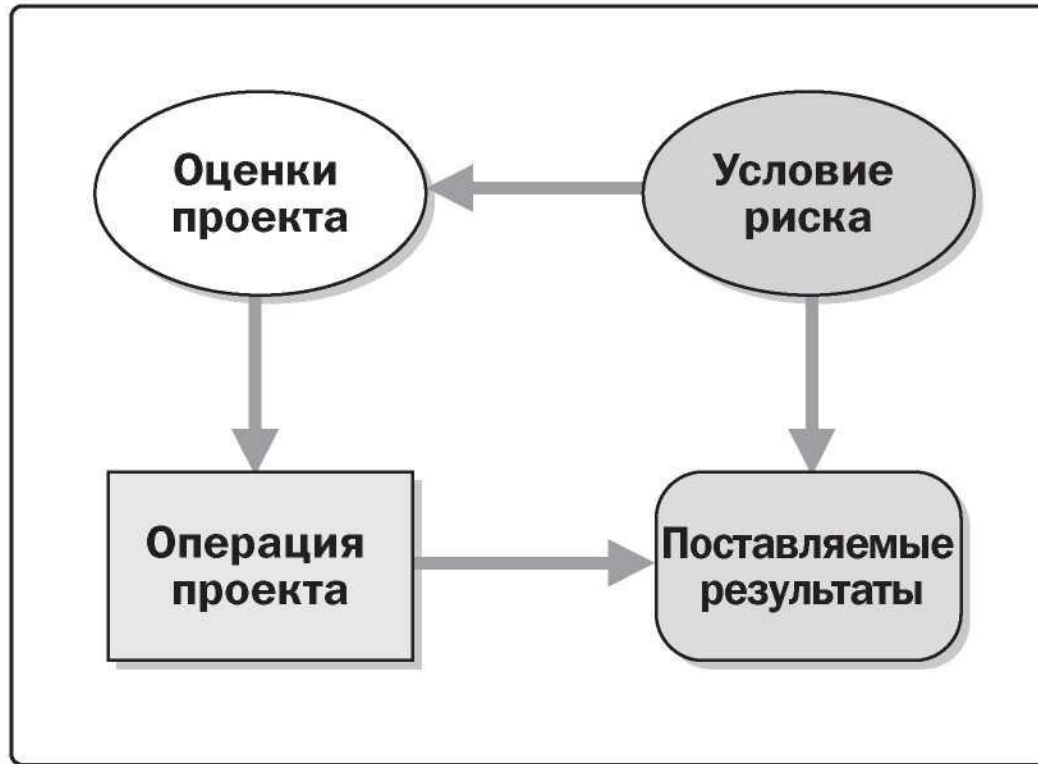 Оценки
проекта
Условие
риска
Операция
проекта
Поставляемые
результаты